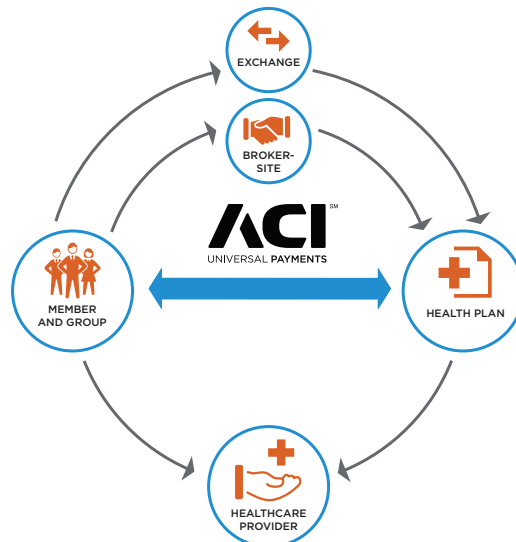 EXCHANGE
BROKER-
SITE
ACI SM
UNIVERSAL PAYMENTS
MEMBER
AND GROUP
HEALTH PLAN
HEALTHCARE
PROVIDER